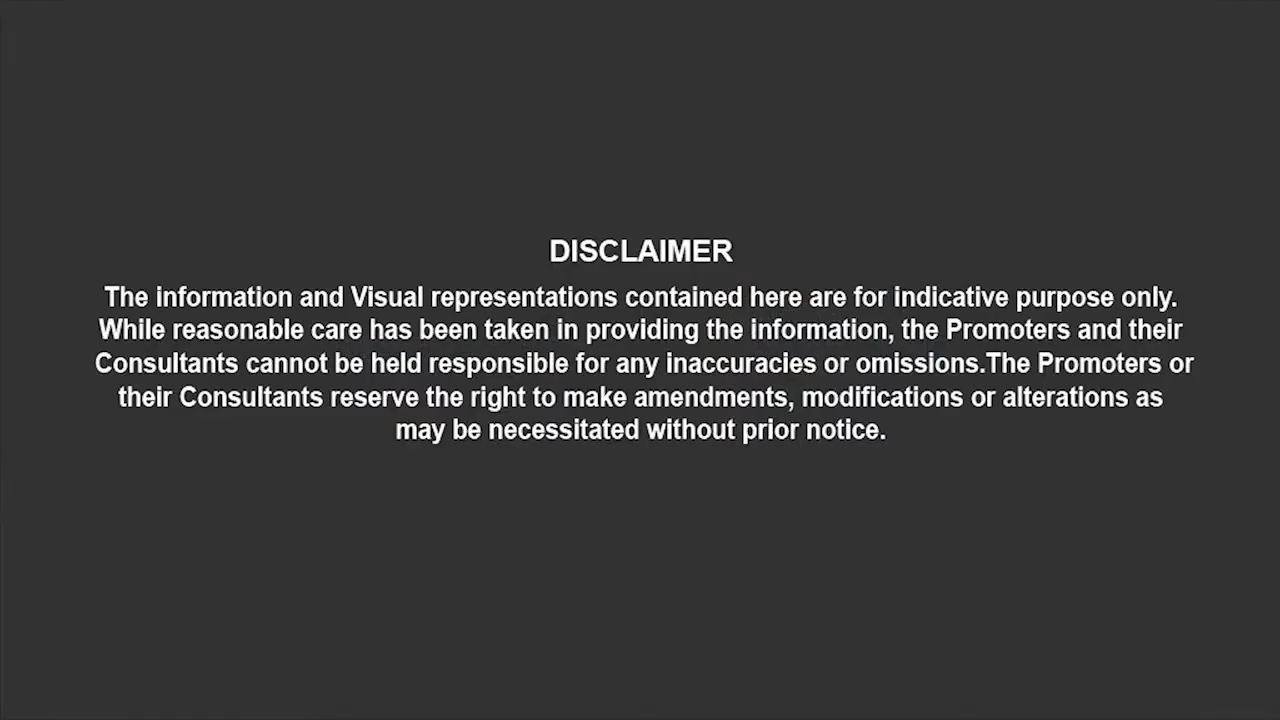 DISCLAIMER
The information and Visual representations contained here are for indicative purpose only.
While reasonable care has been taken in providing the information, the Promoters and their
Consultants cannot be held responsible for any inaccuracies or omissions.The Promoters or
their Consultants reserve the right to make amendments, modifications or alterations as
may be necessitated without prior notice.